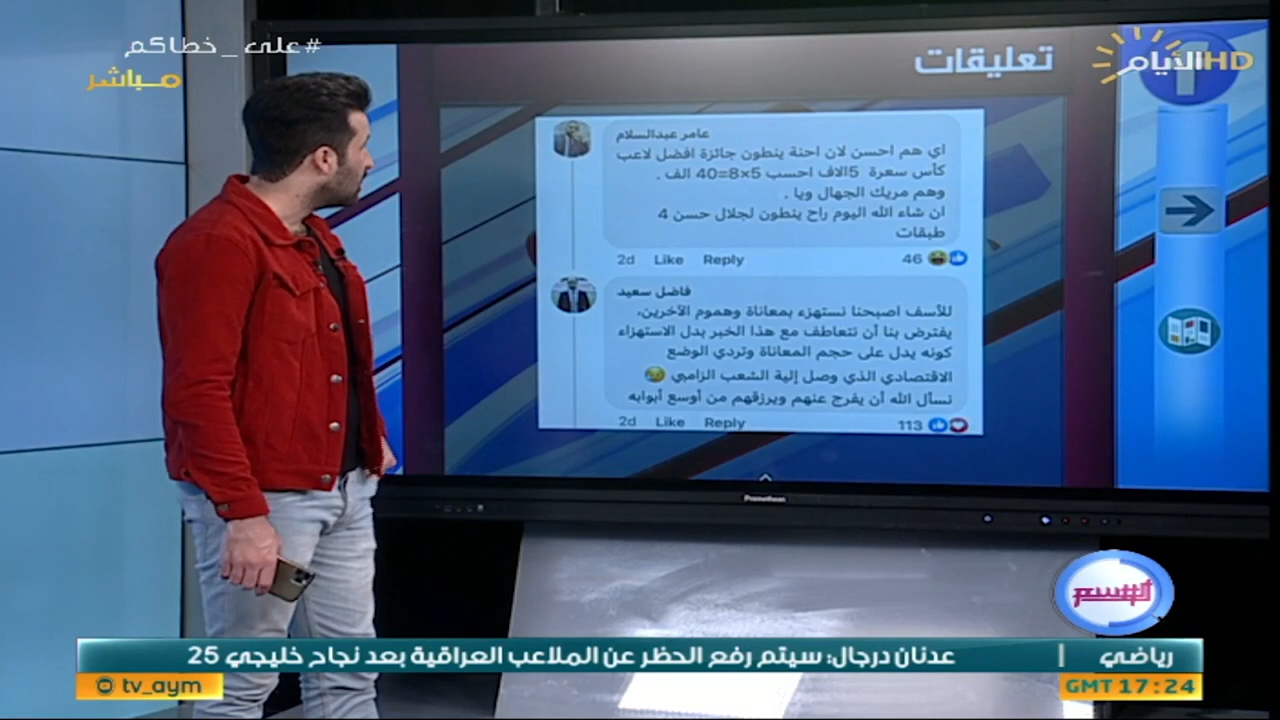 #على_خطاكم
مباشر
تعليقات
الأيام HD
عامر عبدالسلام
اي هم احسن لان احنة ينطون جائزة افضل لاعب
كأس سعرة 5الاف احسب 5×8=40 الف .
وهم مريك الجهال ويا .
ان شاء الله اليوم راح ينطون لجلال حسن 4
طبقات
2d Like Reply 46
فاضل سعيد
للأسف اصبحنا نستهزء بمعاناة وهموم الآخرين،
يفترض بنا أن نتعاطف مع هذا الخبر بدل الاستهزاء
كونه يدل على حجم المعاناة وتردي الوضع
الاقتصادي الذي وصل إلية الشعب الزامبي 😢
نسأل الله أن يفرج عنهم ويرزقهم من أوسع أبوابه
2d Like Reply 113
Promethean
رياضي | عدنان درجال: سيتم رفع الحظر عن الملاعب العراقية بعد نجاح خليجي 25
tv_aym
GMT 17:24